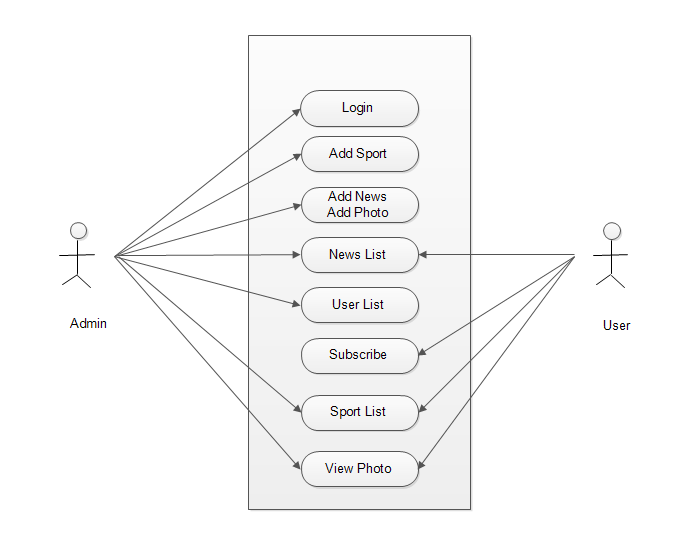 Login
Add Sport
Add News
Add Photo
News List
User List
Subscribe
Sport List
View Photo
Admin
User